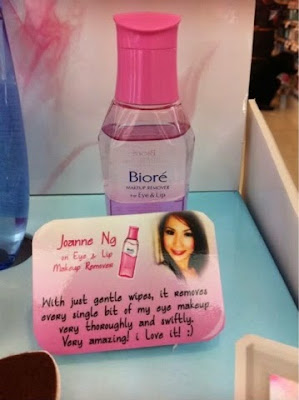 Bioré
MAKEUP REMOVER
for Eye & Lip
Joanne Ng
on Eye & Lip
Makeup Remover
With just gentle wipes, it removes
every single bit of my eye makeup
very thoroughly and swiftly.
Very amazing! i love it! :)